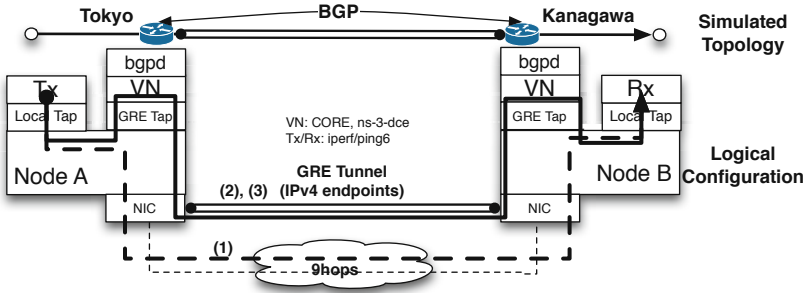 Tokyo
BGP
Kanagawa
Simulated
Topology
bgpd
VN
GRE Tap
Tx
Local Tap
Node A
NIC
VN: CORE, ns-3-dce
Tx/Rx: iperf/ping6
GRE Tunnel
(2), (3) (IPv4 endpoints)
bgpd
VN
GRE Tap
Rx
Local Tap
Node B
NIC
Logical
Configuration
(1)
9hops